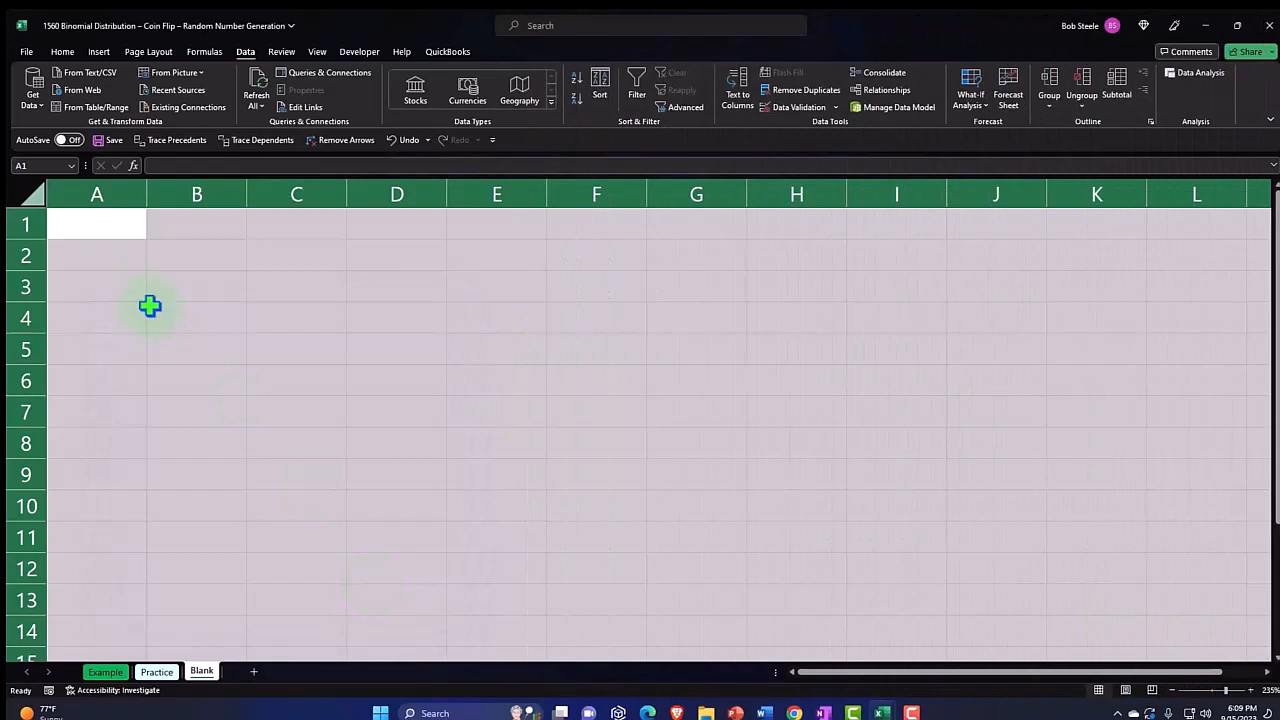 1560 Binomial Distribution – Coin Flip – Random Number Generation
Search
Bob Steele BS
File Home Insert Page Layout Formulas Data Review View Developer Help QuickBooks
Comments Share
Get Data
From Text/CSV
From Web
From Table/Range
From Picture
Recent Sources
Existing Connections
Get & Transform Data
Refresh All
Queries & Connections
Properties
Edit Links
Queries & Connections
Stocks Currencies Geography
Data Types
Sort
Filter
Clear
Reapply
Advanced
Sort & Filter
Text to Columns
Flash Fill
Remove Duplicates
Data Validation
Consolidate
Relationships
Manage Data Model
Data Tools
What-If Analysis
Forecast Sheet
Forecast
Group Ungroup Subtotal
Outline
Data Analysis
Analysis
AutoSave Off Save Trace Precedents Trace Dependents Remove Arrows Undo Redo
A1 fx
A B C D E F G H I J K L
1
2
3
4
5
6
7
8
9
10
11
12
13
14
15
Example Practice Blank
Ready Accessibility: Investigate 235%
77°F
Sunny
Search
6:09 PM
9/15/2023